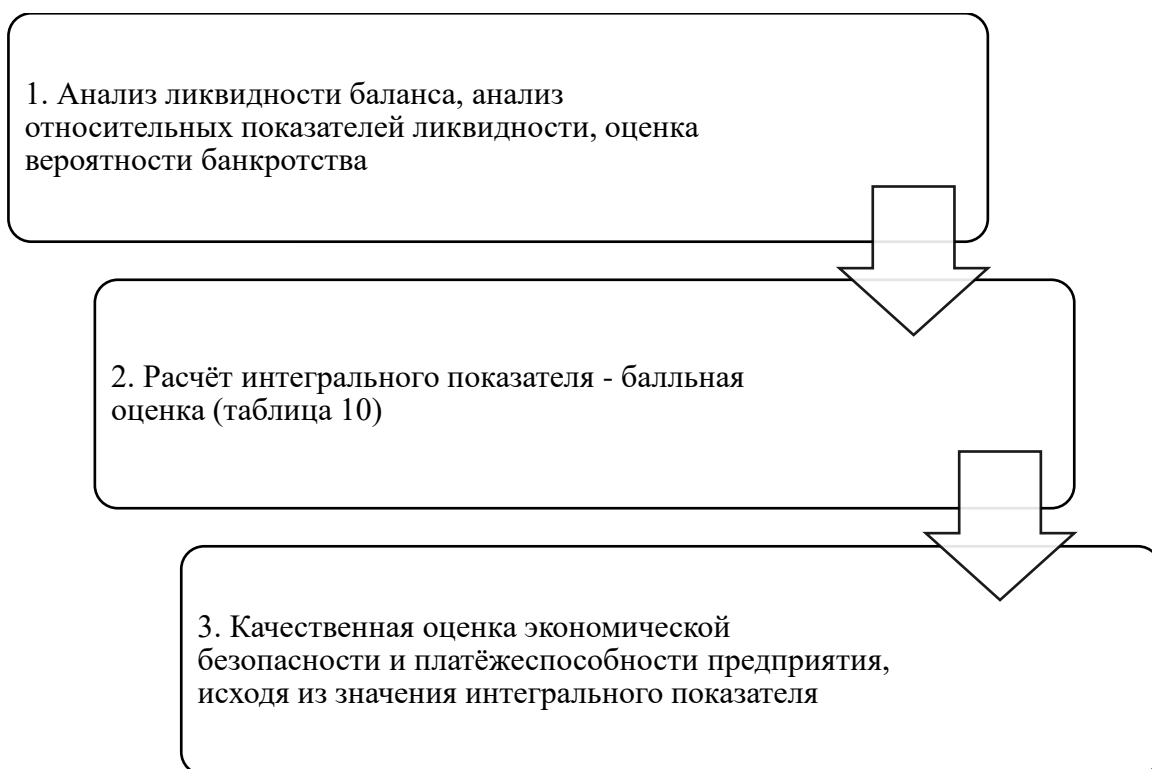 1. Анализ ликвидности баланса, анализ
относительных показателей ликвидности, оценка
вероятности банкротства
2. Расчёт интегрального показателя - балльная
оценка (таблица 10)
3. Качественная оценка экономической
безопасности и платёжеспособности предприятия,
исходя из значения интегрального показателя